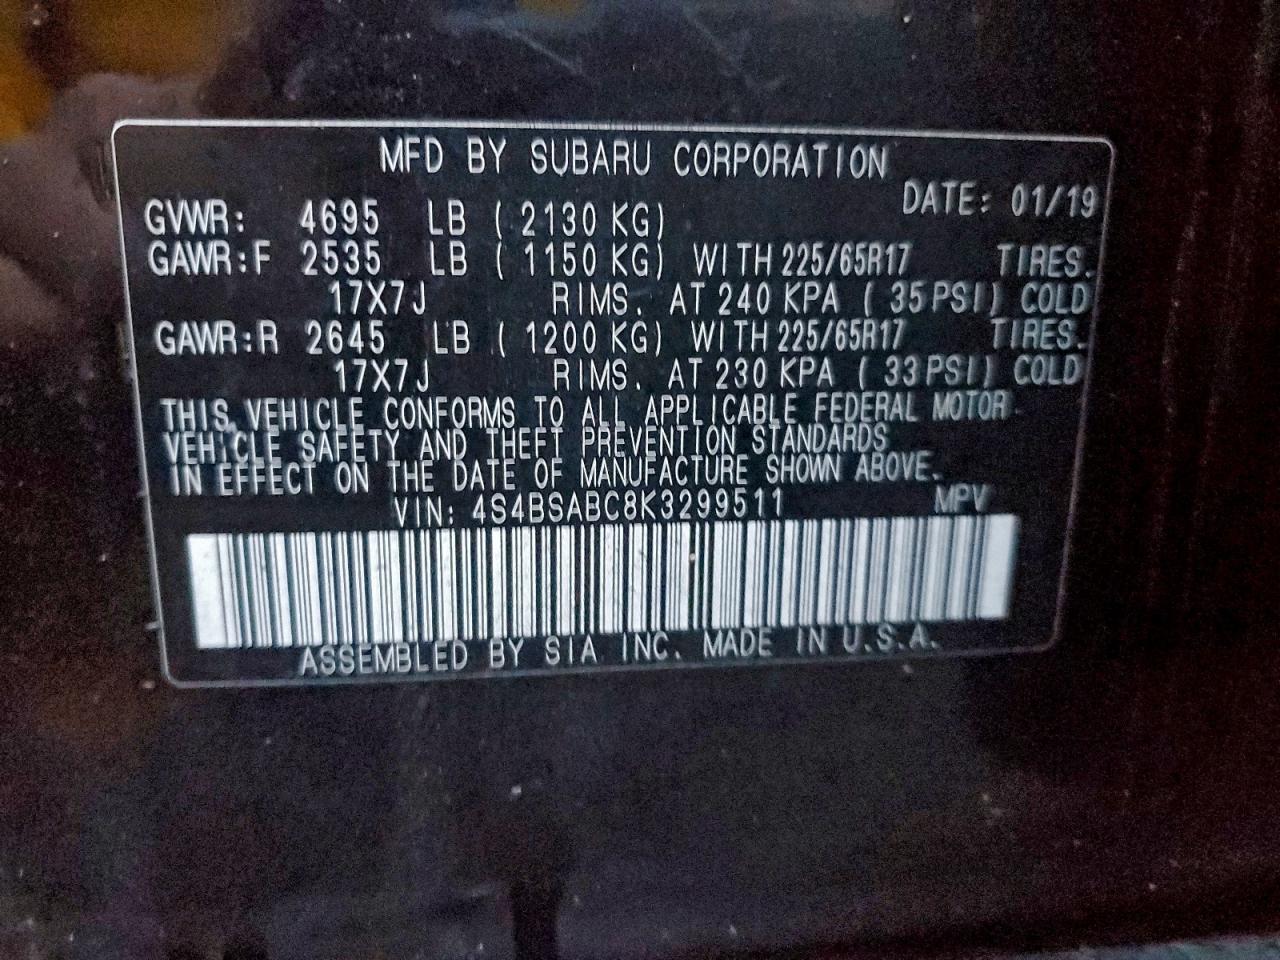 MFD BY SUBARU CORPORATION
DATE: 01/19
GVWR: 4695 LB ( 2130 KG)
GAWR:F 2535 LB ( 1150 KG) WITH 225/65R17 TIRES.
17X7J RIMS. AT 240 KPA ( 35 PSI) COLD
GAWR:R 2645 LB ( 1200 KG) WITH 225/65R17 TIRES.
17X7J RIMS. AT 230 KPA ( 33 PSI) COLD
THIS VEHICLE CONFORMS TO ALL APPLICABLE FEDERAL MOTOR
VEHICLE SAFETY AND THEFT PREVENTION STANDARDS
IN EFFECT ON THE DATE OF MANUFACTURE SHOWN ABOVE.
VIN: 4S4BSABC8K3299511 MPV
ASSEMBLED BY SIA INC. MADE IN U.S.A.